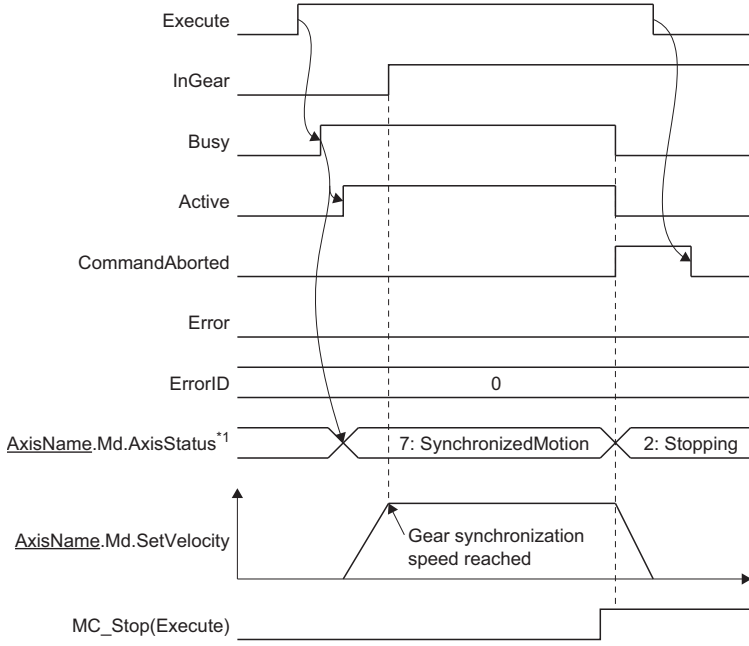 Execute
InGear
Busy
Active
CommandAborted
Error
ErrorID
0
AxisName.Md.AxisStatus*1
7: SynchronizedMotion
2: Stopping
AxisName.Md.SetVelocity
Gear synchronization
speed reached
MC_Stop(Execute)